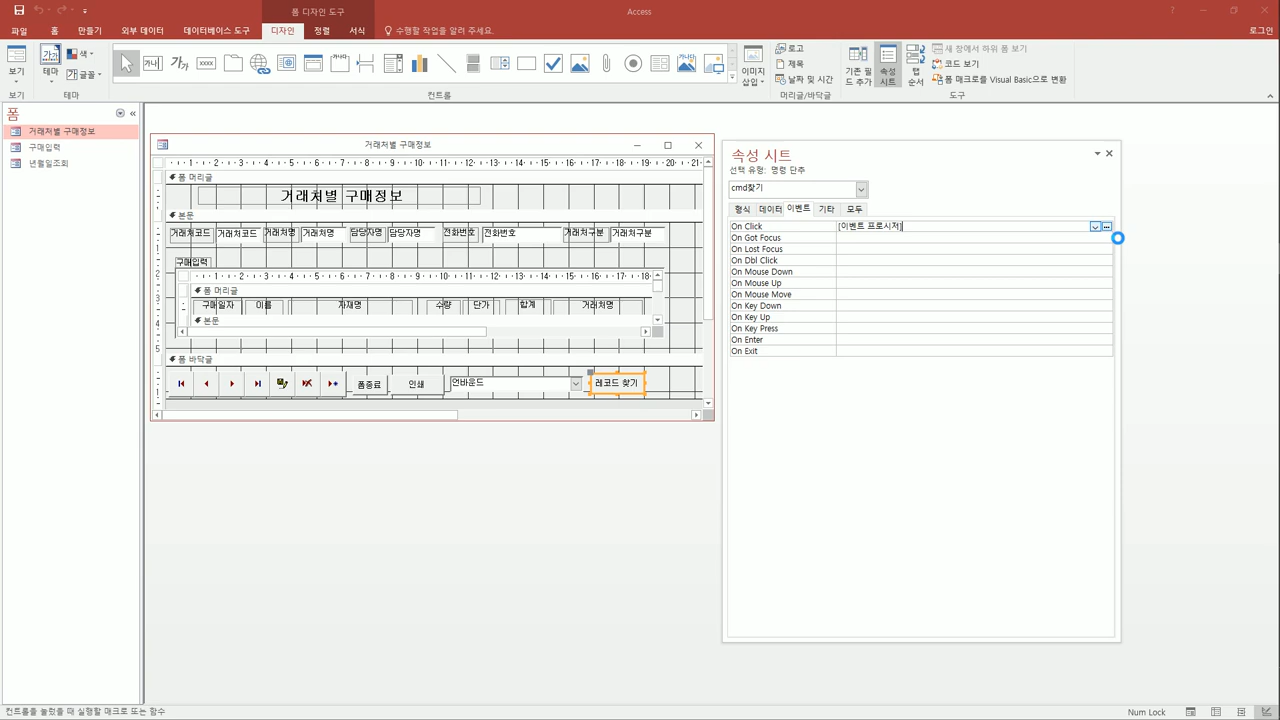 폼 디자인 도구
Access
파일 홈 만들기 외부 데이터 데이터베이스 도구 디자인 정렬 서식 수행할 작업을 알려 주세요. 로그인
보기
테마
색
글꼴
로고
제목
날짜 및 시간
이미지 삽입
기존 필드 추가
속성 시트
탭 순서
새 창에서 하위 폼 보기
코드 보기
폼 매크로를 Visual Basic으로 변환
보기 테마 컨트롤 머리글/바닥글 도구
폼
거래처별 구매정보
구매입력
년월일조회
거래처별 구매정보
폼 머리글
거래처별 구매정보
본문
거래처코드 거래처코드 거래처명 거래처명 담당자명 담당자명 전화번호 전화번호 거래처구분 거래처구분
구매입력
폼 머리글
구매일자 이름 자재명 수량 단가 합계 거래처명
본문
폼 바닥글
폼종료 인쇄 언바운드 레코드 찾기
속성 시트
선택 유형: 명령 단추
cmd찾기
형식 데이터 이벤트 기타 모두
On Click [이벤트 프로시저]
On Got Focus
On Lost Focus
On Dbl Click
On Mouse Down
On Mouse Up
On Mouse Move
On Key Down
On Key Up
On Key Press
On Enter
On Exit
컨트롤을 눌렀을 때 실행할 매크로 또는 함수
Num Lock